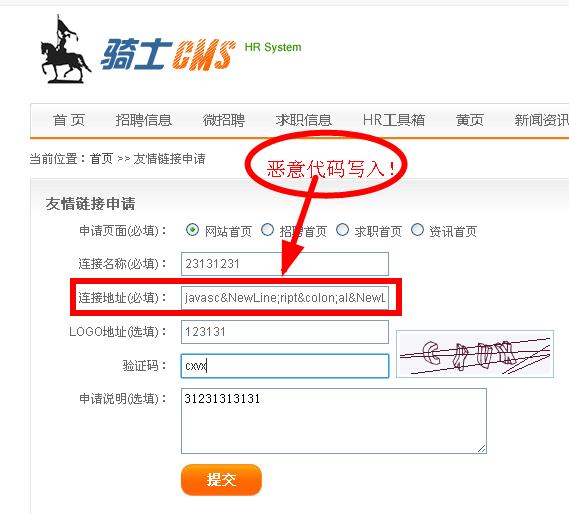 骑士CMS HR System
首 页 招聘信息 微招聘 求职信息 HR工具箱 黄页 新闻资讯
当前位置：首页 >> 友情链接申请
恶意代码写入！
友情链接申请
申请页面(必填)： 网站首页 招聘首页 求职首页 资讯首页
连接名称(必填)： 23131231
连接地址(必填)： javasc&NewLine;ript&colon;al&NewL
LOGO地址(选填)： 123131
验证码： cxvx
申请说明(选填)： 31231313131
提交